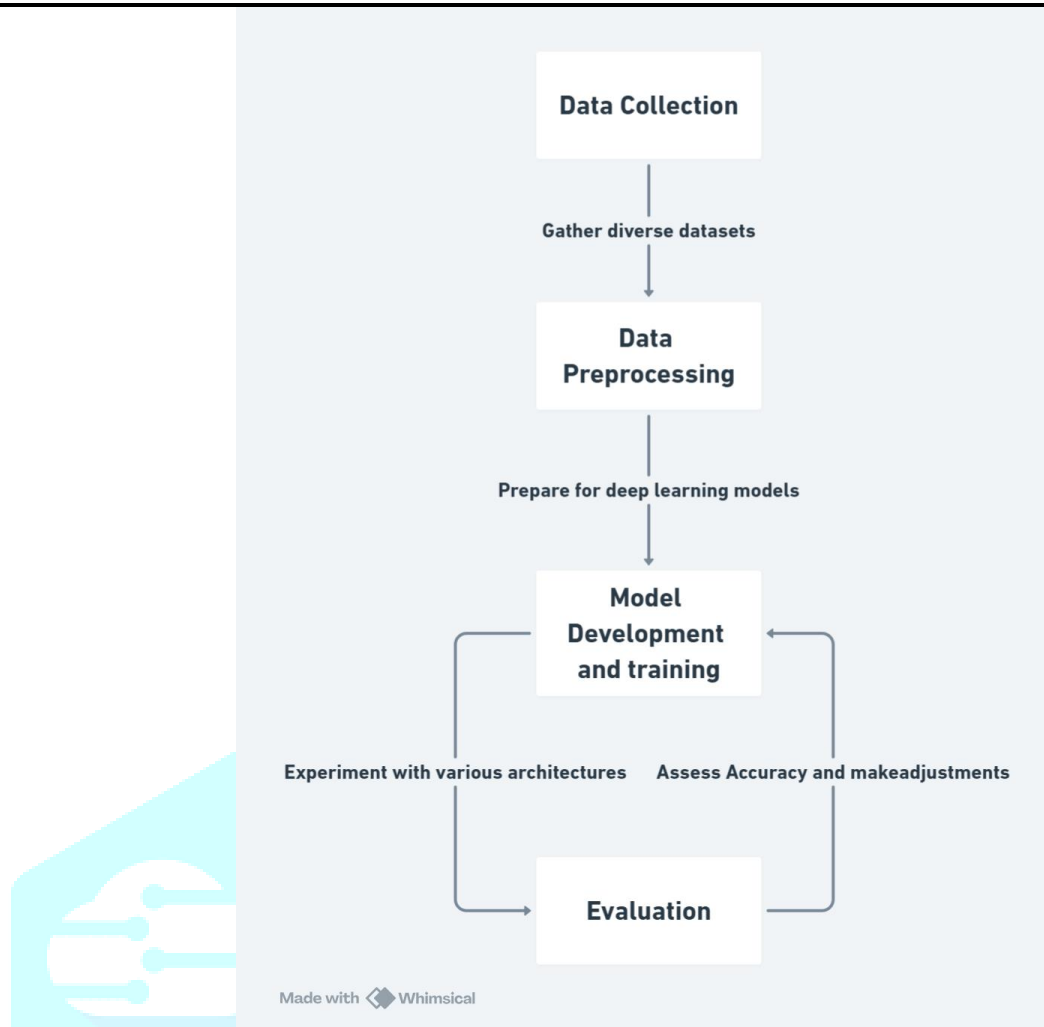 Data Collection
Gather diverse datasets
Data
Preprocessing
Prepare for deep learning models
Model
Development
and training
Experiment with various architectures
Assess Accuracy and makeadjustments
Evaluation
Made with Whimsical